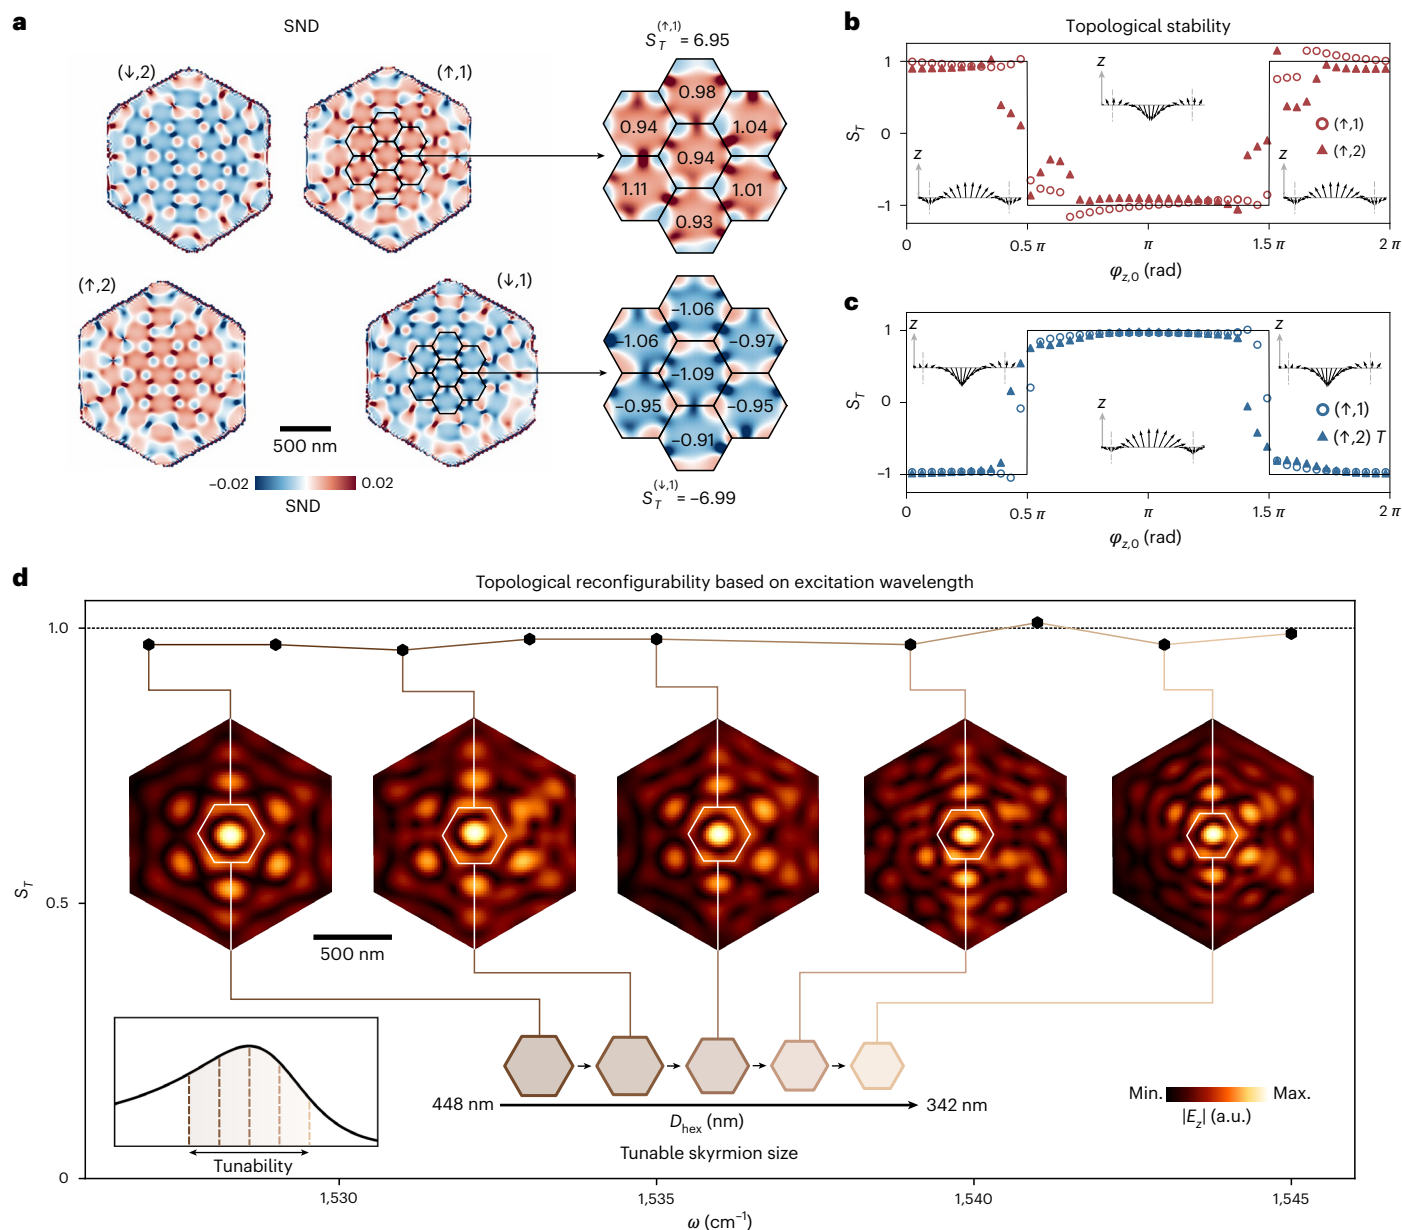 a
SND
(↓,2)
(↑,1)
(↑,2)
(↓,1)
500 nm
−0.02
0.02
SND
S_T^(↑,1) = 6.95
0.98
0.94
1.04
0.94
1.11
1.01
0.93
−1.06
−1.06
−0.97
−1.09
−0.95
−0.95
−0.91
S_T^(↓,1) = −6.99
b
Topological stability
1
0
−1
S_T
z
z
z
(↑,1)
(↑,2)
0
0.5 π
π
1.5 π
2 π
φ_z,0 (rad)
c
1
0
−1
S_T
z
z
z
(↑,1)
(↑,2) T
0
0.5 π
π
1.5 π
2 π
φ_z,0 (rad)
d
Topological reconfigurability based on excitation wavelength
1.0
0.5
0
S_T
500 nm
Tunability
448 nm
342 nm
D_hex (nm)
Tunable skyrmion size
Min.
Max.
|E_z| (a.u.)
1,530
1,535
1,540
1,545
ω (cm⁻¹)